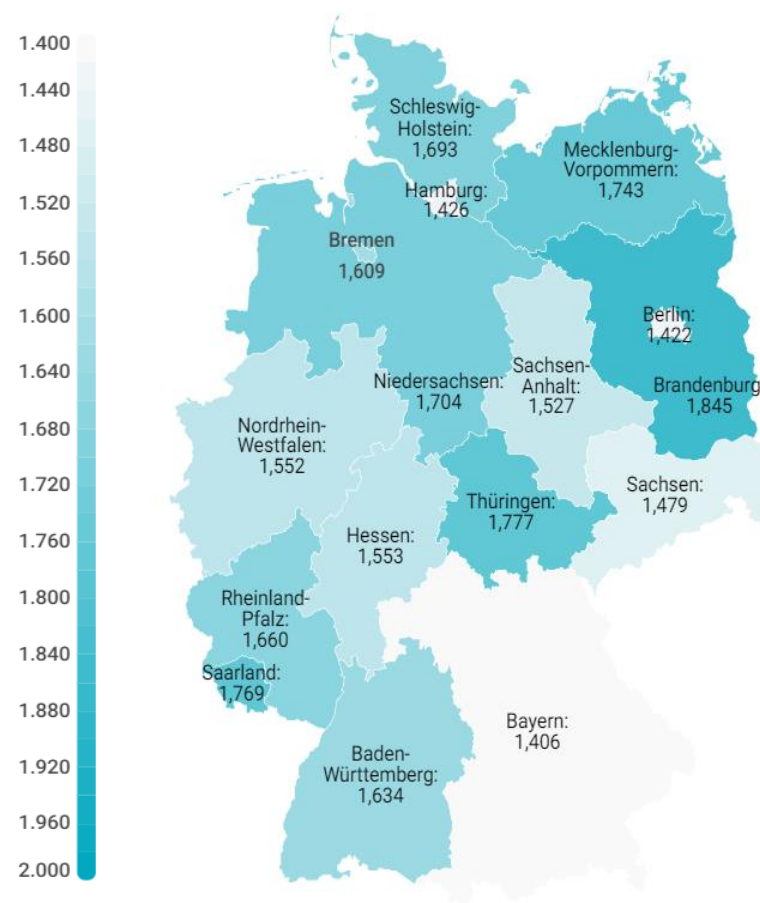 1.400
1.440
1.480
1.520
1.560
1.600
1.640
1.680
1.720
1.760
1.800
1.840
1.880
1.920
1.960
2.000
Schleswig-
Holstein:
1,693
Mecklenburg-
Vorpommern:
1,743
Hamburg:
1,426
Bremen
1,609
Berlin:
1,422
Niedersachsen:
1,704
Sachsen-
Anhalt:
1,527
Brandenburg
1,845
Nordrhein-
Westfalen:
1,552
Sachsen:
1,479
Thüringen:
1,777
Hessen:
1,553
Rheinland-
Pfalz:
1,660
Saarland:
1,769
Bayern:
1,406
Baden-
Württemberg:
1,634